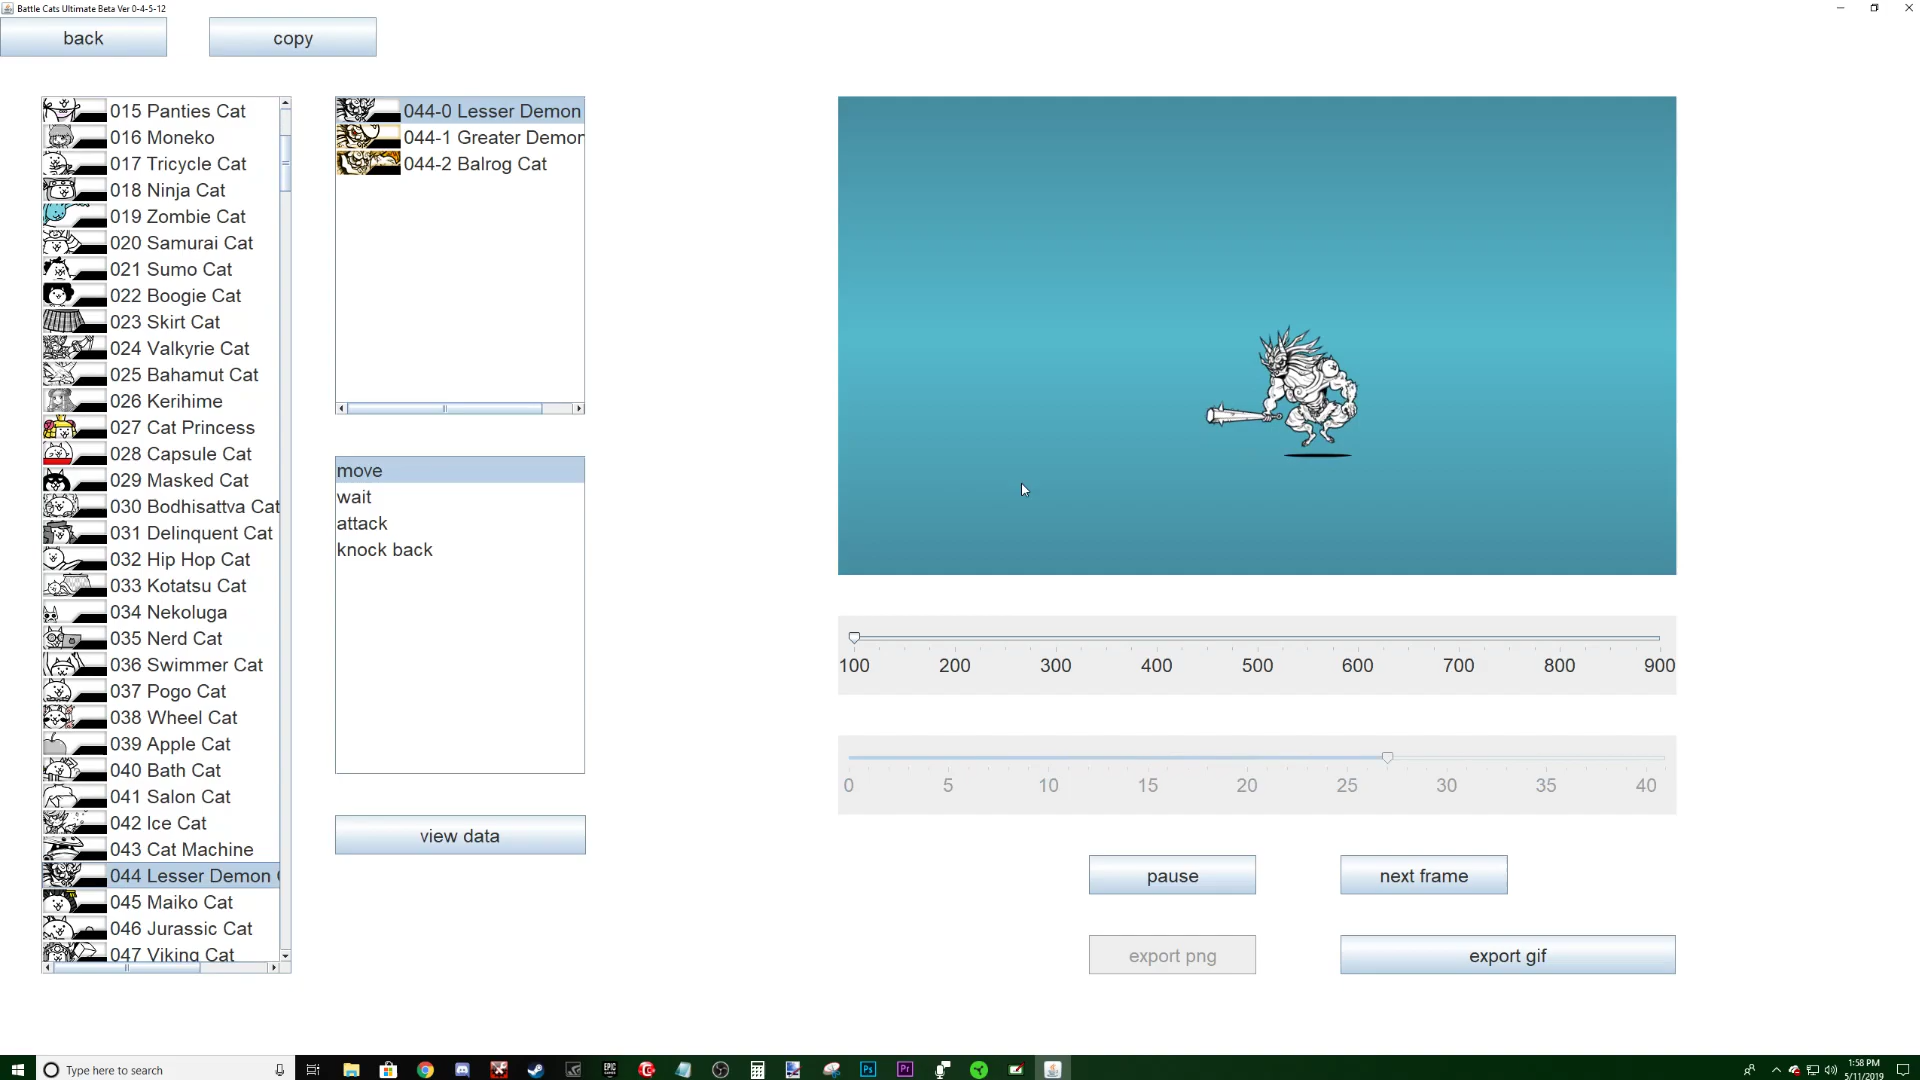 Battle Cats Ultimate Beta Ver 0-4-5-12
back
copy
015 Panties Cat
016 Moneko
017 Tricycle Cat
018 Ninja Cat
019 Zombie Cat
020 Samurai Cat
021 Sumo Cat
022 Boogie Cat
023 Skirt Cat
024 Valkyrie Cat
025 Bahamut Cat
026 Kerihime
027 Cat Princess
028 Capsule Cat
029 Masked Cat
030 Bodhisattva Cat
031 Delinquent Cat
032 Hip Hop Cat
033 Kotatsu Cat
034 Nekoluga
035 Nerd Cat
036 Swimmer Cat
037 Pogo Cat
038 Wheel Cat
039 Apple Cat
040 Bath Cat
041 Salon Cat
042 Ice Cat
043 Cat Machine
044 Lesser Demon
045 Maiko Cat
046 Jurassic Cat
047 Viking Cat
044-0 Lesser Demon
044-1 Greater Demon
044-2 Balrog Cat
move
wait
attack
knock back
view data
100 200 300 400 500 600 700 800 900
0 5 10 15 20 25 30 35 40
pause
next frame
export png
export gif
Type here to search
EPIC GAMES
Ps
Pr
1:58 PM
5/11/2019